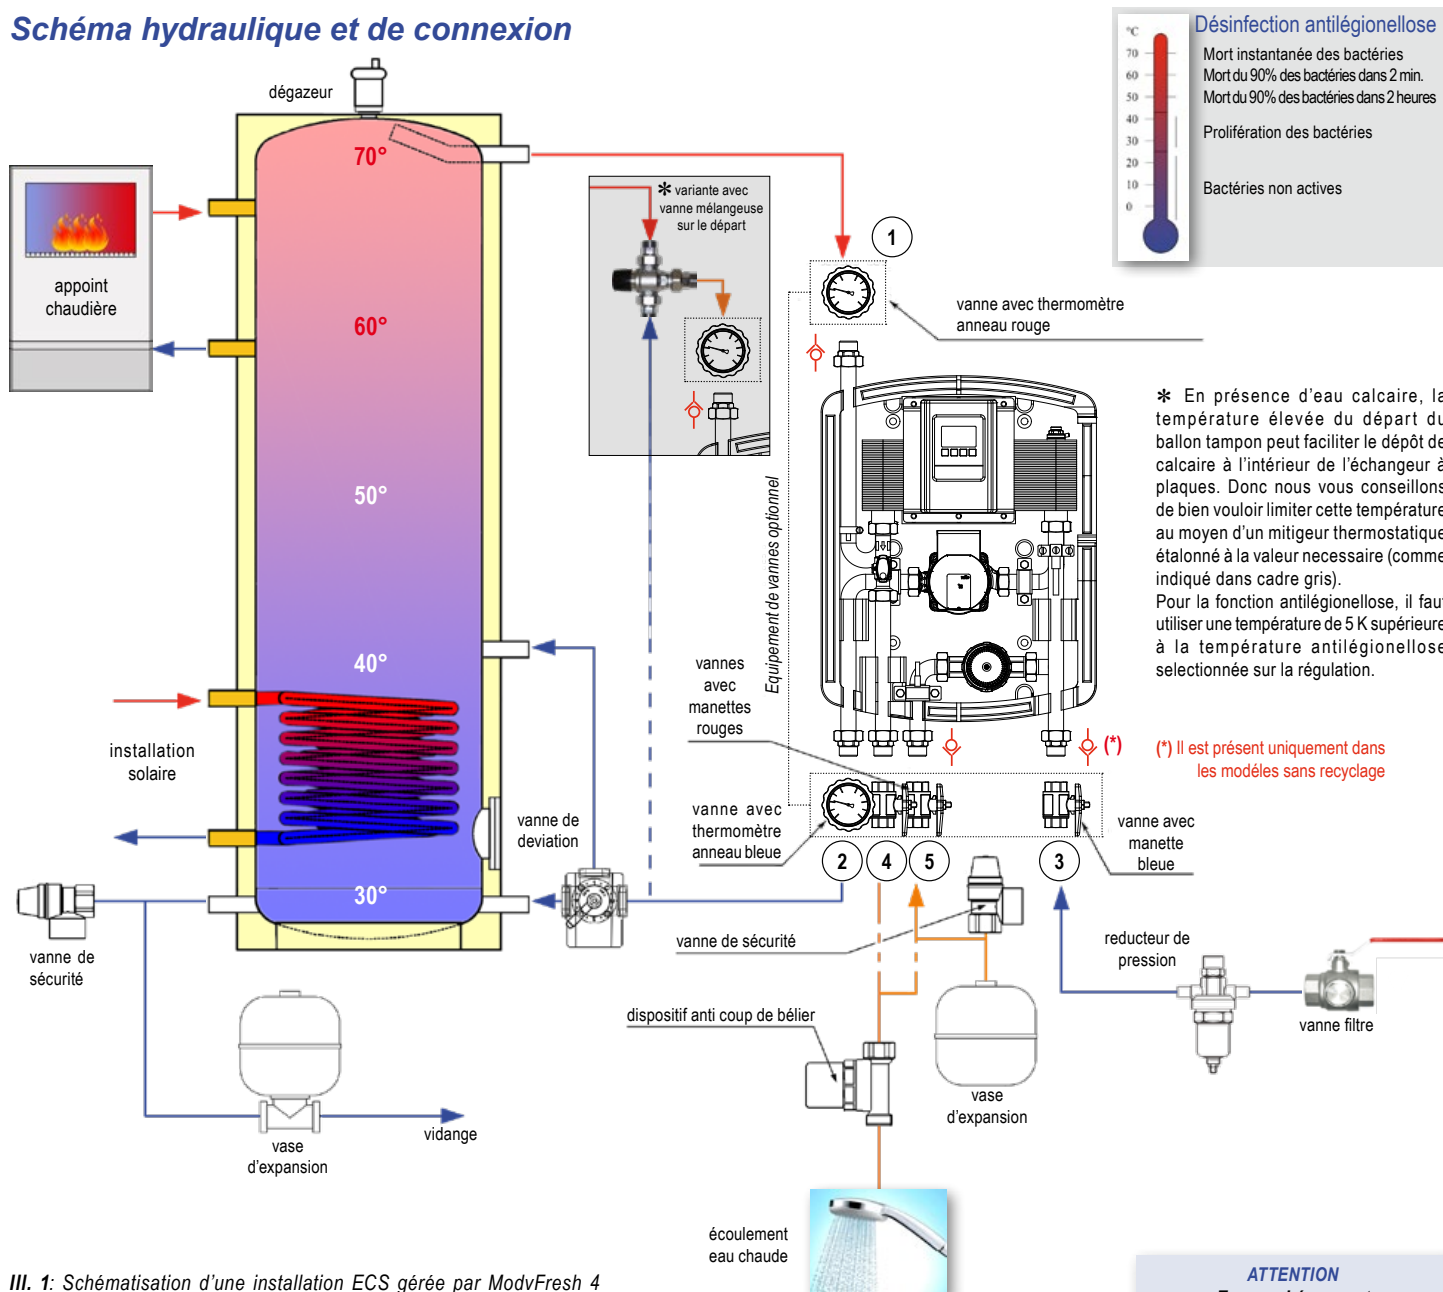 Schéma hydraulique et de connexion
dégazeur
70°
60°
50°
40°
30°
appoint
chaudière
installation
solaire
vanne de
sécurité
vase
d'expansion
vidange
vanne de
deviation
✻ variante avec
vanne mélangeuse
sur le départ
Equipement de vannes optionnel
1
vanne avec thermomètre
anneau rouge
vannes
avec
manettes
rouges
vanne avec
thermomètre
anneau bleue
2
4
5
3
(*)
vanne avec
manette
bleue
vanne de sécurité
dispositif anti coup de bélier
vase
d'expansion
reducteur de
pression
vanne filtre
écoulement
eau chaude
°C
70
60
50
40
30
20
10
0
Désinfection antilégionellose
Mort instantanée des bactéries
Mort du 90% des bactéries dans 2 min.
Mort du 90% des bactéries dans 2 heures
Prolifération des bactéries
Bactéries non actives
✻ En présence d'eau calcaire, la
température élevée du départ du
ballon tampon peut faciliter le dépôt de
calcaire à l'intérieur de l'échangeur à
plaques. Donc nous vous conseillons
de bien vouloir limiter cette température
au moyen d'un mitigeur thermostatique
étalonné à la valeur necessaire (comme
indiqué dans cadre gris).
Pour la fonction antilégionellose, il faut
utiliser une température de 5 K supérieure
à la température antilégionellose
selectionnée sur la régulation.
(*) Il est présent uniquement dans
les modéles sans recyclage
Ill. 1: Schématisation d'une installation ECS gérée par ModvFresh 4
ATTENTION